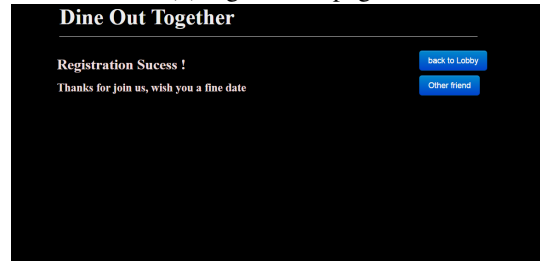 Dine Out Together
Registration Sucess !
back to Lobby
Thanks for join us, wish you a fine date
Other friend